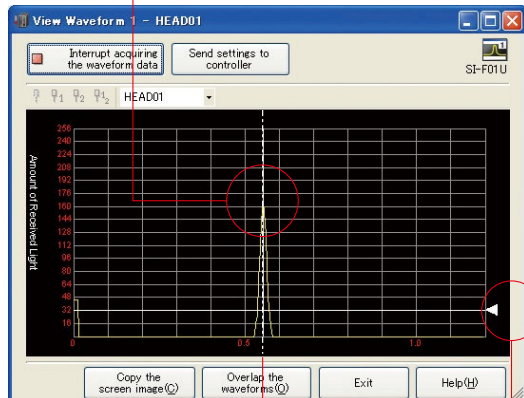 View Waveform 1 - HEAD01
Interrupt acquiring
the waveform data
Send settings to
controller
SI-F01U
HEAD01
Amount of Received Light
256
240
224
208
192
176
160
144
128
112
96
80
64
48
32
16
0
0.5
1.0
Copy the
screen image(C)
Overlap the
waveforms(O)
Exit
Help(H)